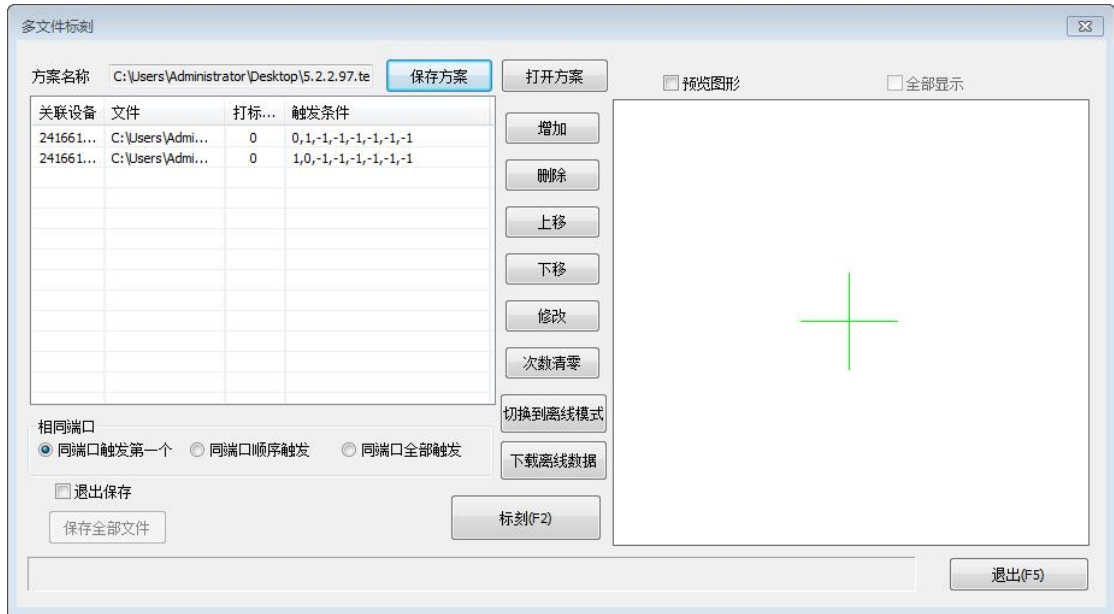 多文件标刻
方案名称 C:\Users\Administrator\Desktop\5.2.2.97.te 保存方案 打开方案 预览图形 全部显示
关联设备 文件 打标... 触发条件
241661... C:\Users\Admi... 0 0,1,-1,-1,-1,-1,-1,-1
241661... C:\Users\Admi... 0 1,0,-1,-1,-1,-1,-1,-1
增加
删除
上移
下移
修改
次数清零
切换到离线模式
下载离线数据
相同端口
同端口触发第一个 同端口顺序触发 同端口全部触发
退出保存
保存全部文件
标刻(F2)
退出(F5)